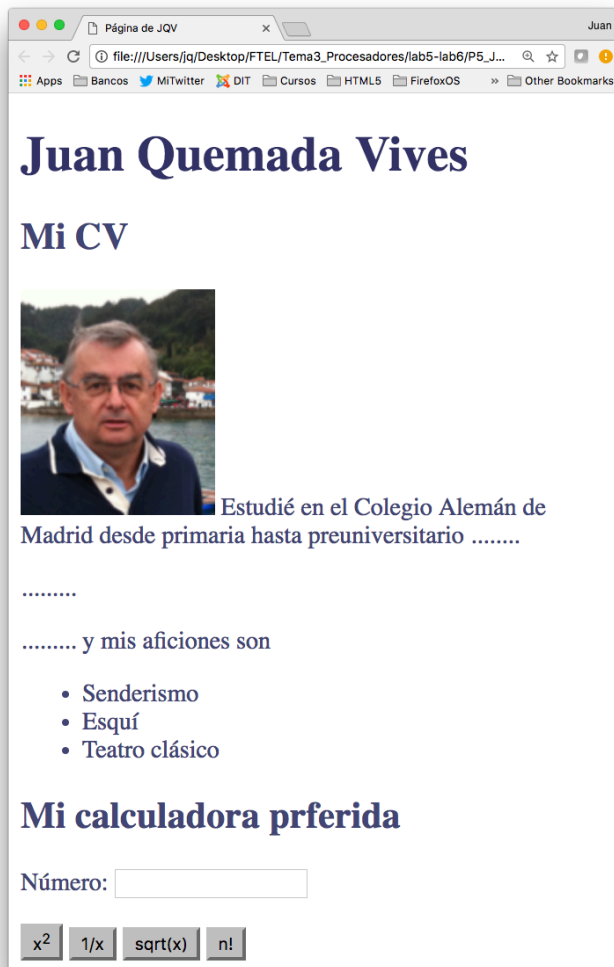 Página de JQV
Juan
file:///Users/jq/Desktop/FTEL/Tema3_Procesadores/lab5-lab6/P5_J...
Apps Bancos MiTwitter DIT Cursos HTML5 FirefoxOS » Other Bookmarks
Juan Quemada Vives
Mi CV
Estudié en el Colegio Alemán de
Madrid desde primaria hasta preuniversitario ........
.........
......... y mis aficiones son
• Senderismo
• Esquí
• Teatro clásico
Mi calculadora prferida
Número:
x² 1/x sqrt(x) n!